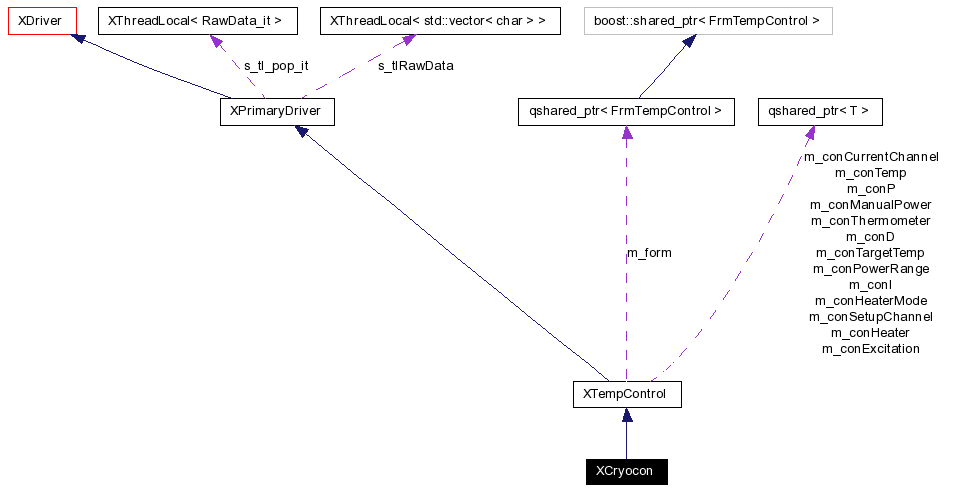 XDriver
XThreadLocal< RawData_it >
XThreadLocal< std::vector< char > >
boost::shared_ptr< FrmTempControl >
s_tl_pop_it
s_tlRawData
XPrimaryDriver
qshared_ptr< FrmTempControl >
qshared_ptr< T >
m_conCurrentChannel
m_conTemp
m_conP
m_conManualPower
m_conThermometer
m_conD
m_conTargetTemp
m_conPowerRange
m_conI
m_conHeaterMode
m_conSetupChannel
m_conHeater
m_conExcitation
m_form
XTempControl
XCryocon